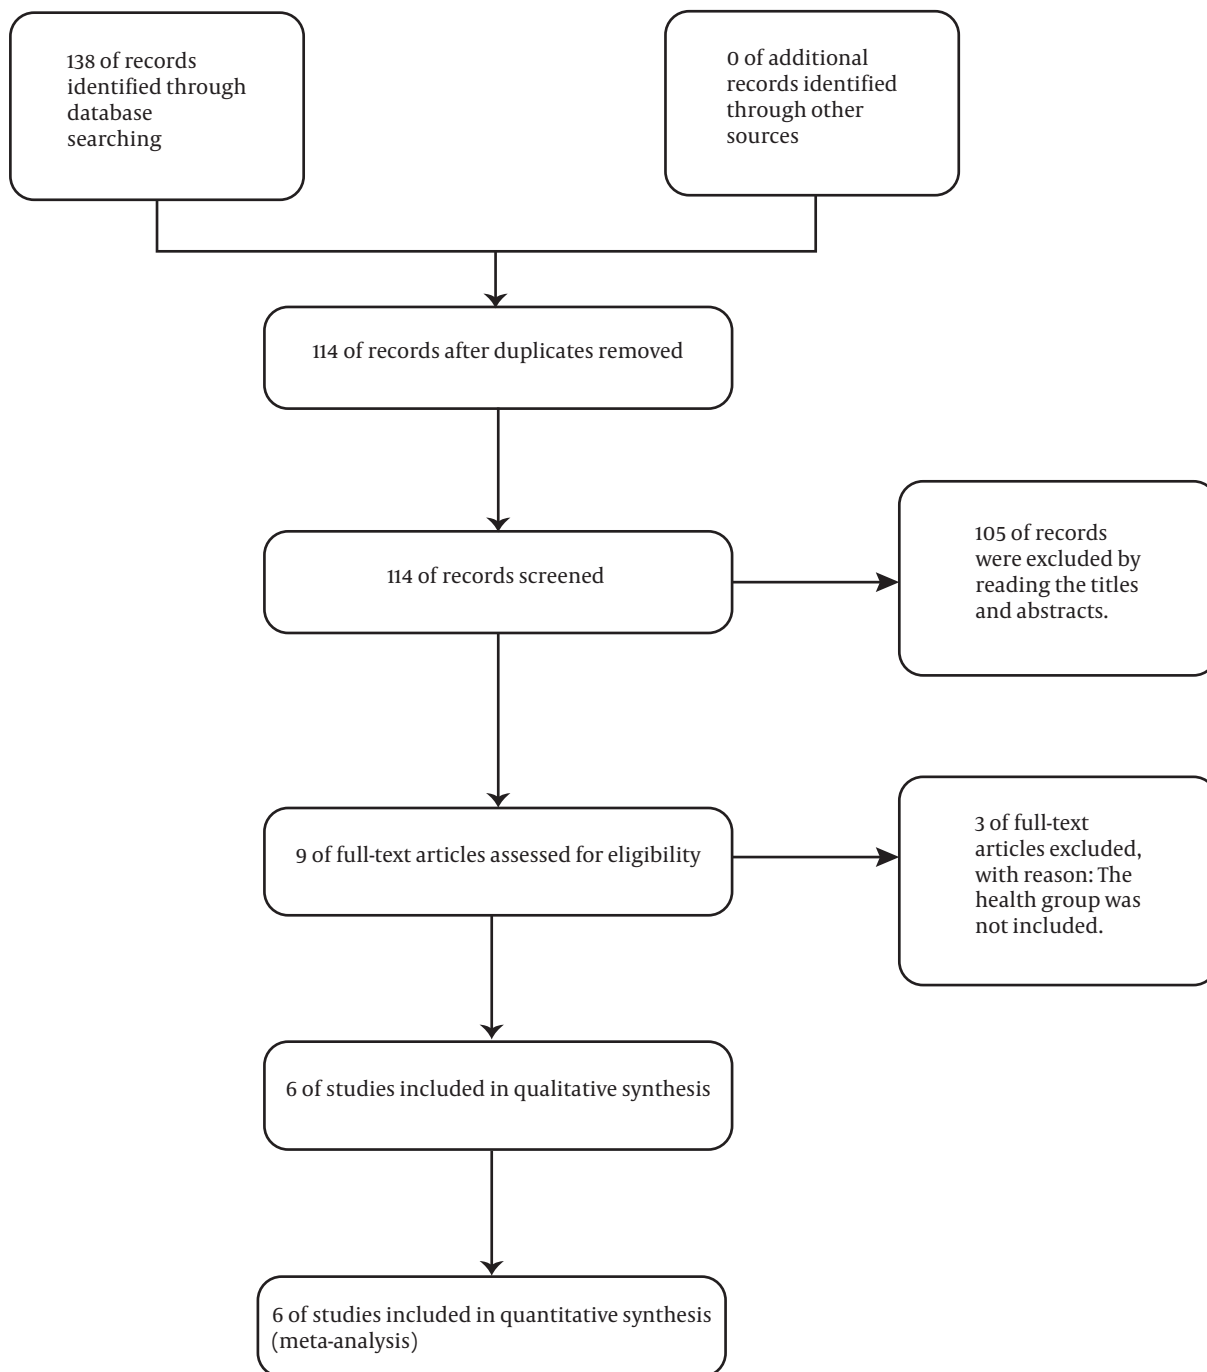 138 of records
identified through
database
searching
0 of additional
records identified
through other
sources
114 of records after duplicates removed
114 of records screened
105 of records
were excluded by
reading the titles
and abstracts.
9 of full-text articles assessed for eligibility
3 of full-text
articles excluded,
with reason: The
health group was
not included.
6 of studies included in qualitative synthesis
6 of studies included in quantitative synthesis
(meta-analysis)